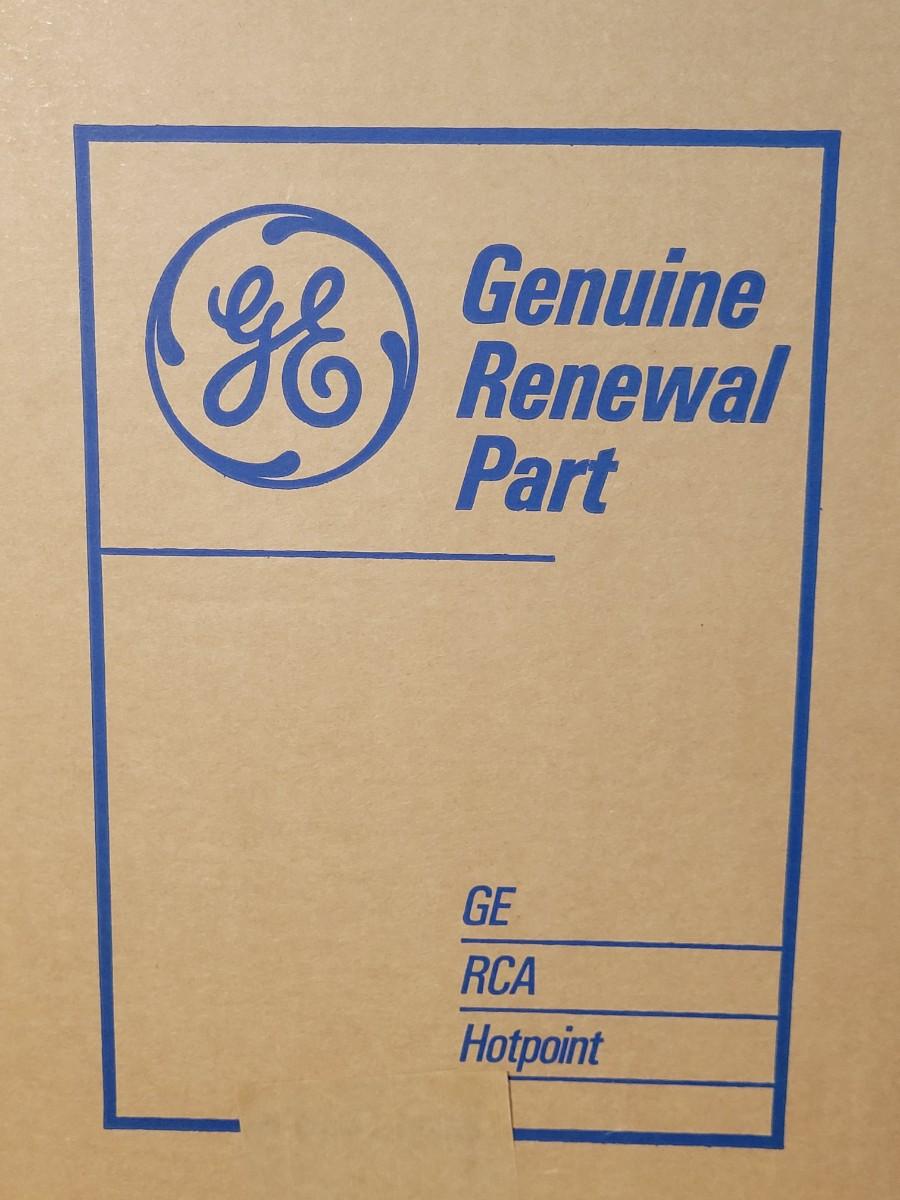 GE
Genuine
Renewal
Part
GE
RCA
Hotpoint